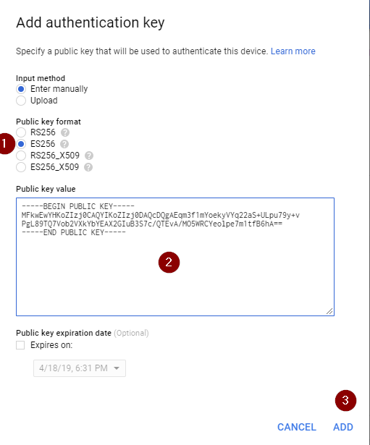 Add authentication key
Specify a public key that will be used to authenticate this device. Learn more
Input method
Enter manually
Upload
Public key format
RS256 ?
1 ES256 ?
RS256_X509 ?
ES256_X509 ?
Public key value
-----BEGIN PUBLIC KEY-----
MFkwEwYHKoZIzj0CAQYIKoZIzj0DAQcDQgAEqm3f1mYoekyVYq22aS+ULpu79y+v
PgL89TQ7Vob2VXkYbYEAX2GIuB3S7c/QTEvA/MO5WRCYeolpe7m1tfB6hA==
-----END PUBLIC KEY-----
2
Public key expiration date (Optional)
Expires on:
4/18/19, 6:31 PM
3
CANCEL ADD